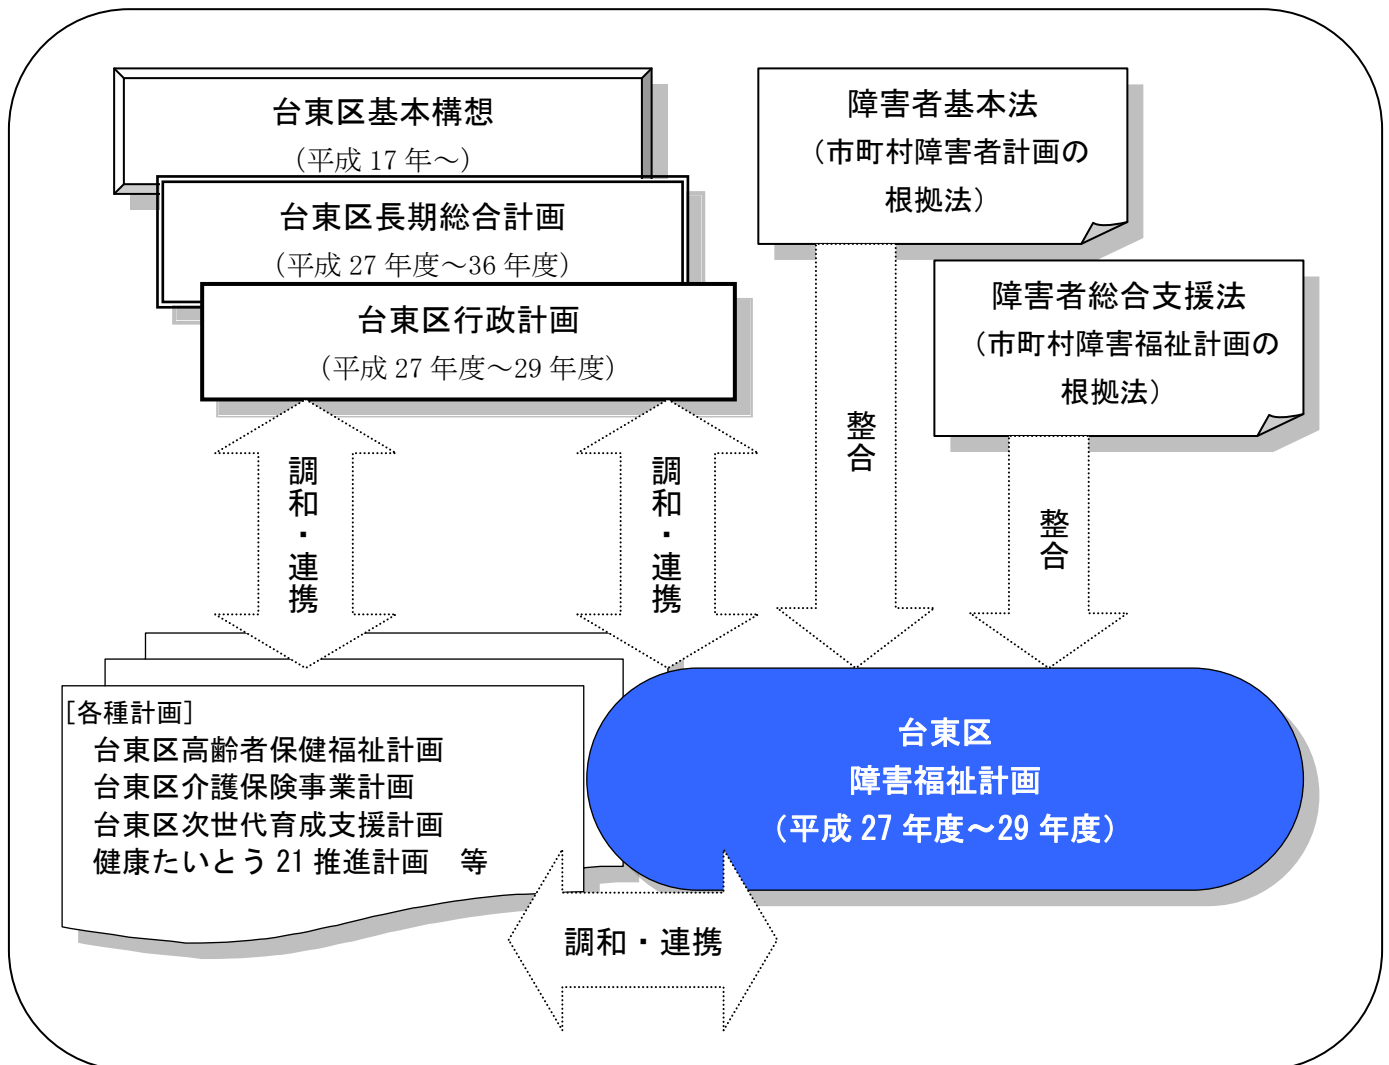 台東区基本構想
（平成 17 年～）
台東区長期総合計画
（平成 27 年度～36 年度）
台東区行政計画
（平成 27 年度～29 年度）
障害者基本法
（市町村障害者計画の
根拠法）
障害者総合支援法
（市町村障害福祉計画の
根拠法）
調和・連携
調和・連携
整合
整合
[各種計画]
台東区高齢者保健福祉計画
台東区介護保険事業計画
台東区次世代育成支援計画
健康たいとう 21 推進計画　等
台東区
障害福祉計画
（平成 27 年度～29 年度）
調和・連携